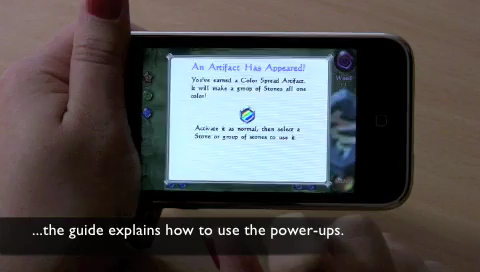 An Artifact Has Appeared!
You've earned a Color Spread Artifact.
It will make a group of Stones all one
color!
Activate it as normal, then select a
Stone or group of stones to use it.
...the guide explains how to use the power-ups.